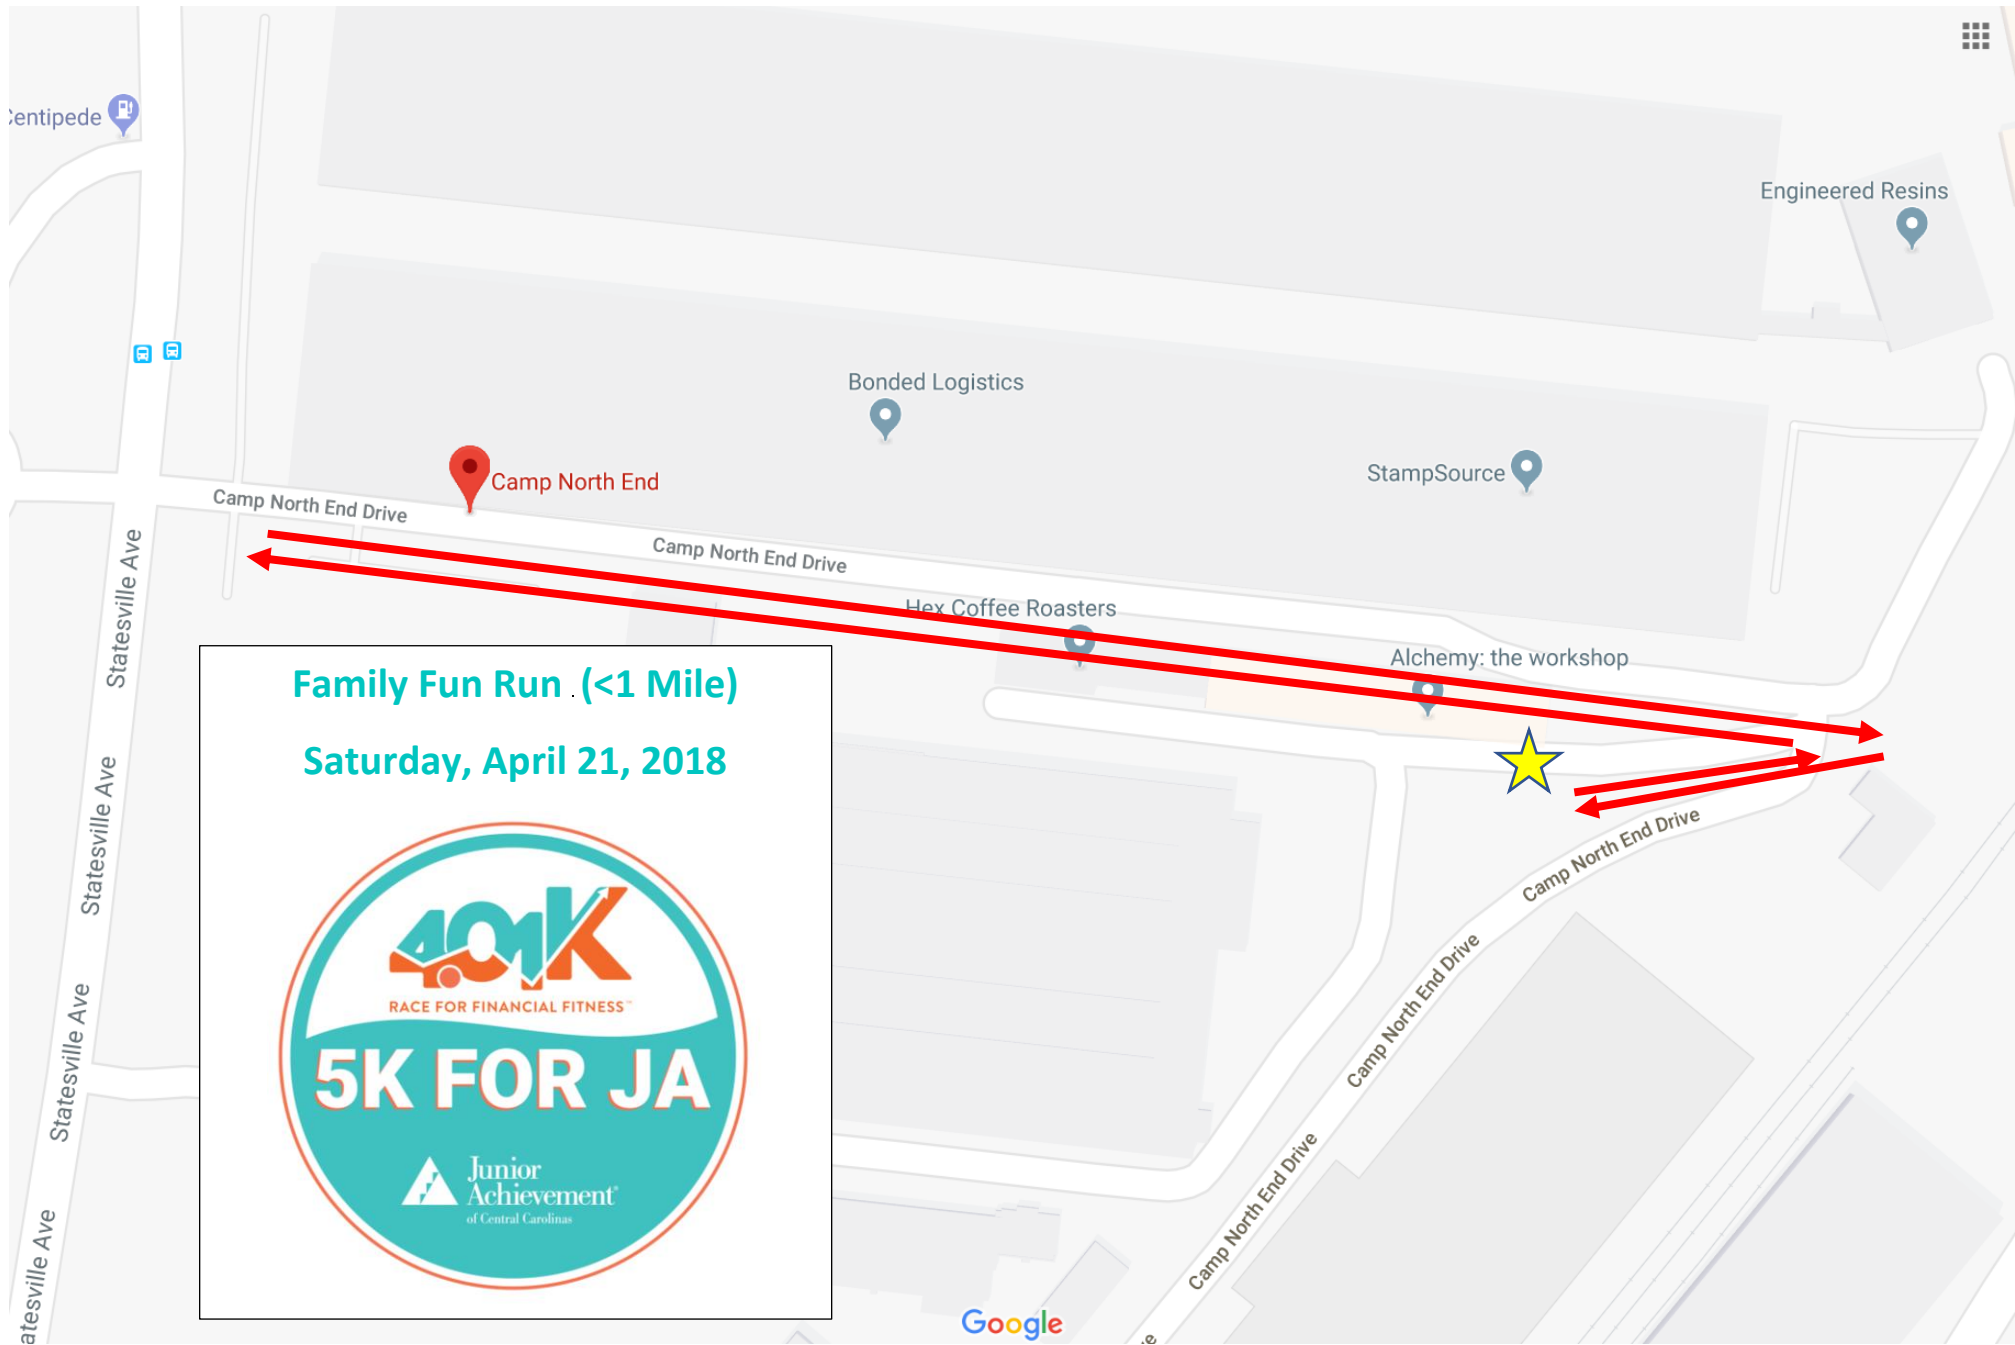 Centipede
Engineered Resins
Bonded Logistics
StampSource
Camp North End
Camp North End Drive
Camp North End Drive
Hex Coffee Roasters
Alchemy: the workshop
Statesville Ave
Statesville Ave
Statesville Ave
atesville Ave
Camp North End Drive
Camp North End Drive
Camp North End Drive
Family Fun Run . (<1 Mile)
Saturday, April 21, 2018
401K
RACE FOR FINANCIAL FITNESS™
5K FOR JA
Junior
Achievement®
of Central Carolinas
Google